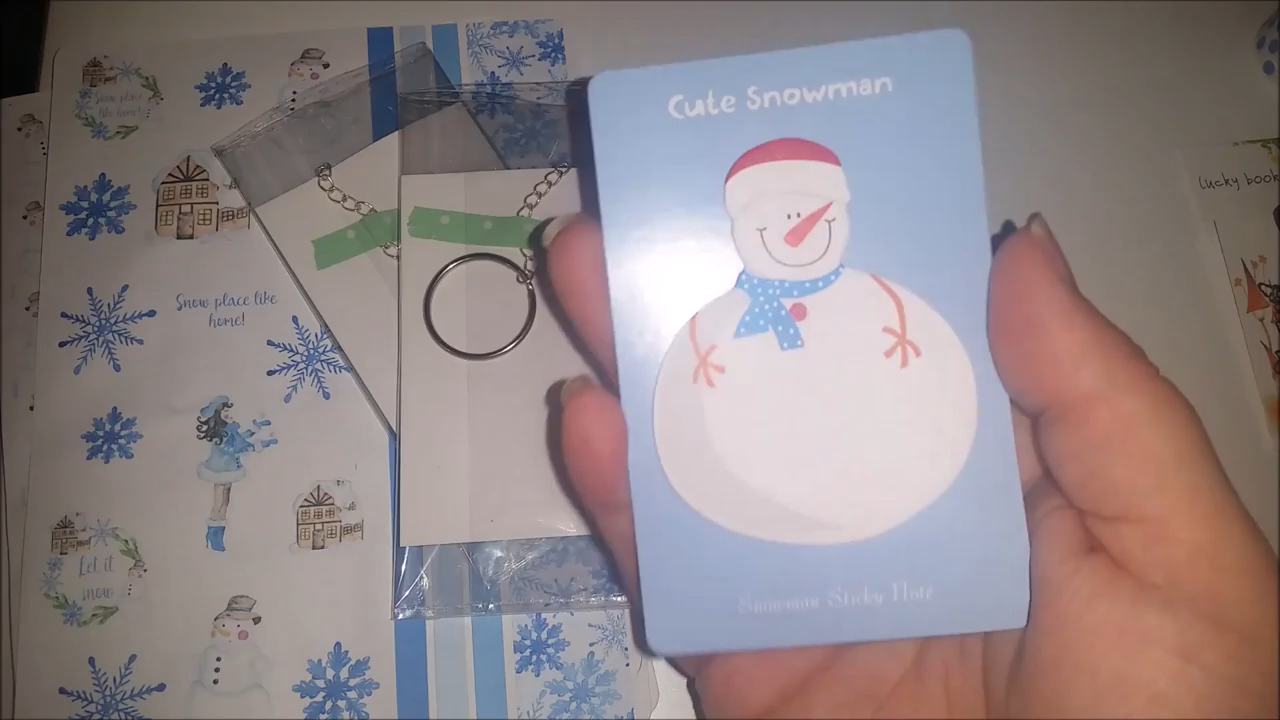 Snow place
like home!
Cute Snowman
Lucky book
Snow place like
home!
Let it
snow
Snowman Sticky Note